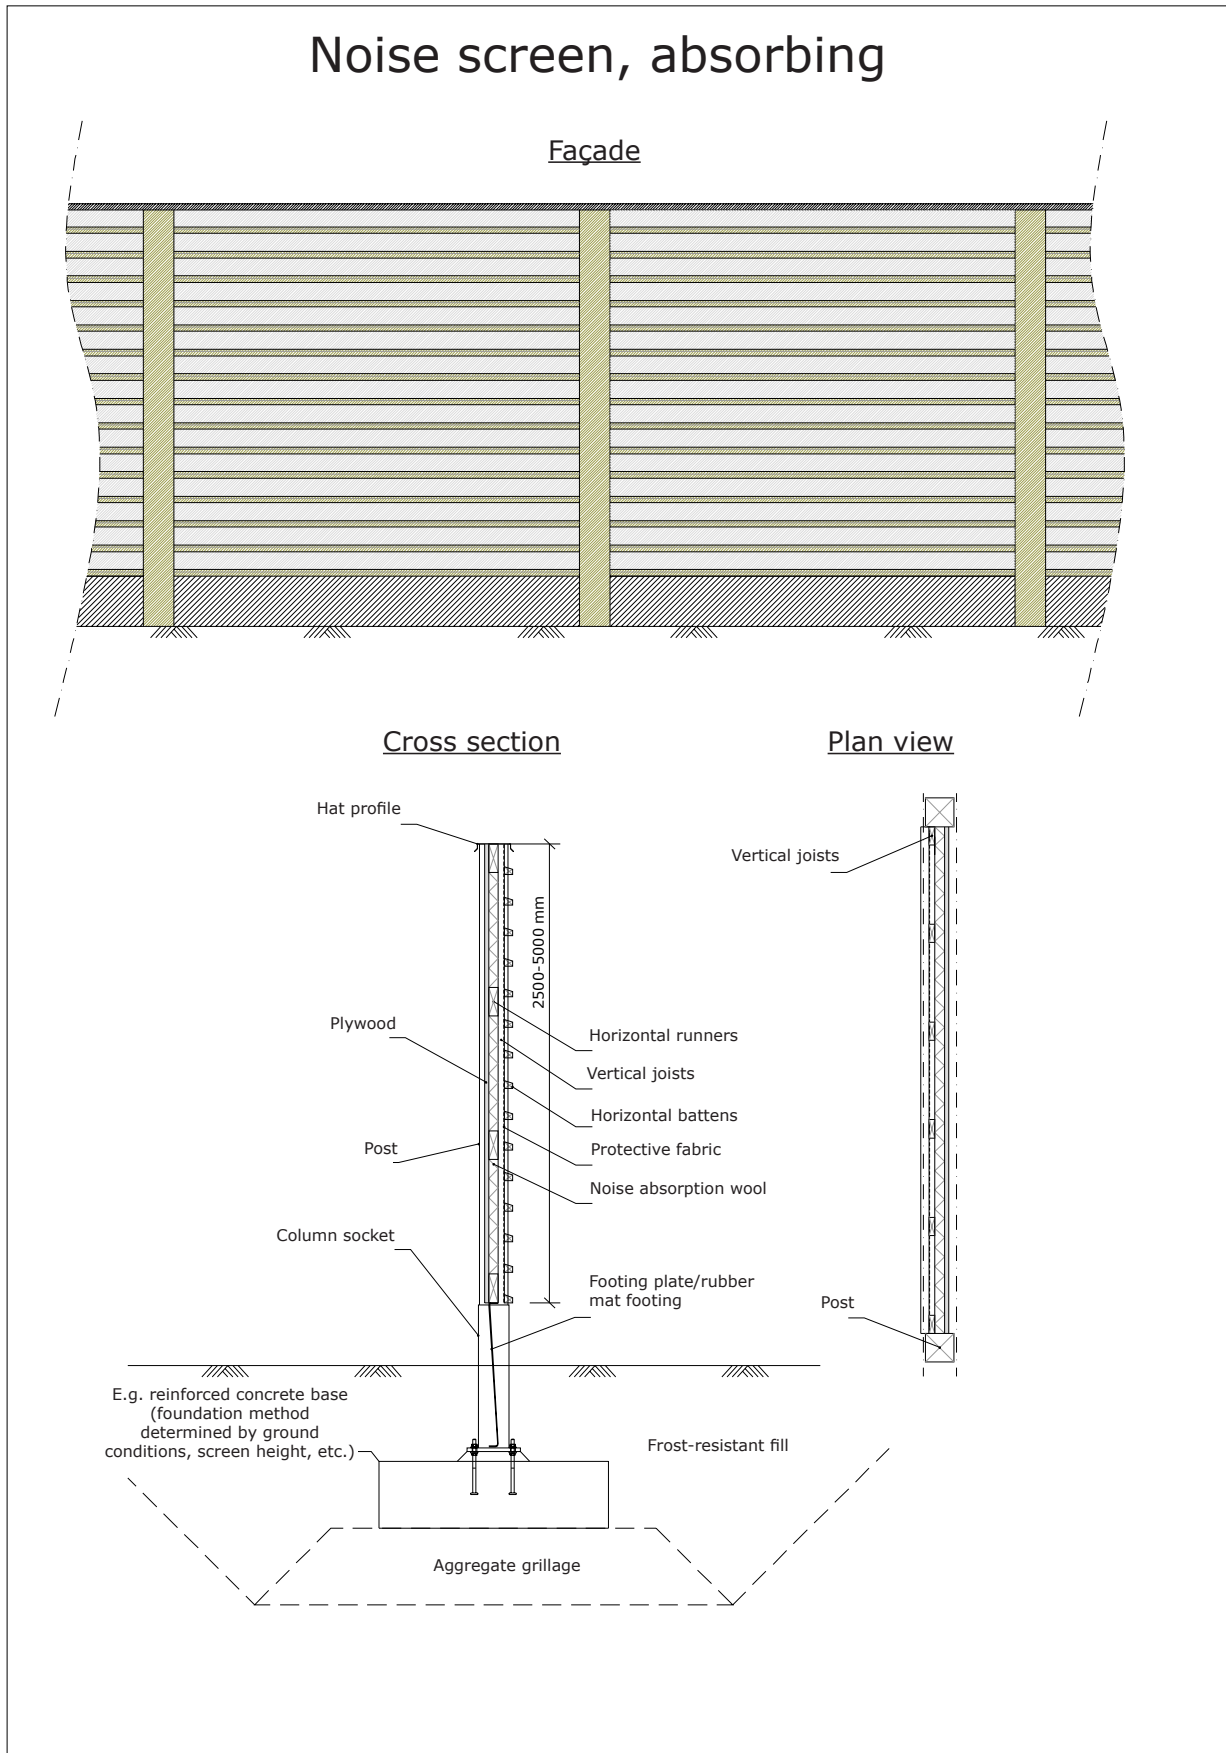 Noise screen, absorbing
Façade
Cross section
Plan view
Hat profile
Vertical joists
2500-5000 mm
Plywood
Horizontal runners
Vertical joists
Horizontal battens
Post
Protective fabric
Noise absorption wool
Column socket
Footing plate/rubber
mat footing
Post
E.g. reinforced concrete base
(foundation method
determined by ground
conditions, screen height, etc.)
Frost-resistant fill
Aggregate grillage